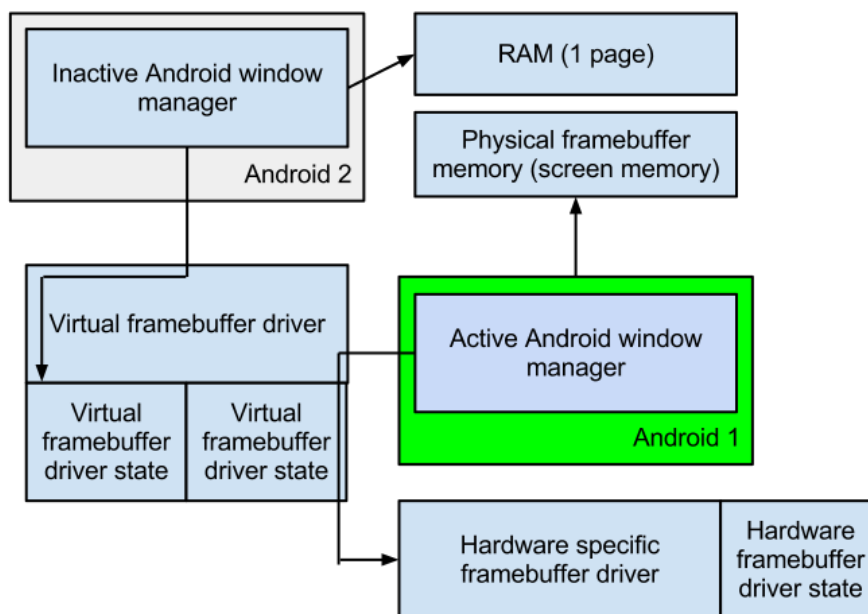 Inactive Android window
manager
Android 2
RAM (1 page)
Physical framebuffer
memory (screen memory)
Virtual framebuffer driver
Virtual
framebuffer
driver state
Virtual
framebuffer
driver state
Active Android window
manager
Android 1
Hardware specific
framebuffer driver
Hardware
framebuffer
driver state